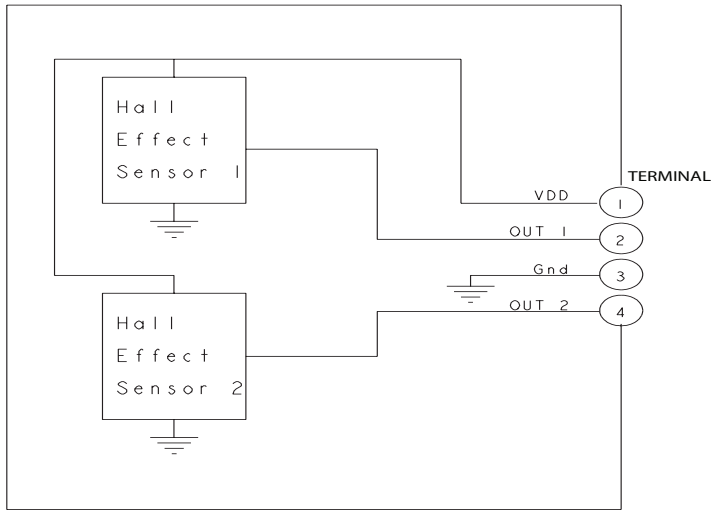 Hall
Effect
Sensor 1
TERMINAL
VDD
1
OUT 1
2
Gnd
3
OUT 2
4
Hall
Effect
Sensor 2